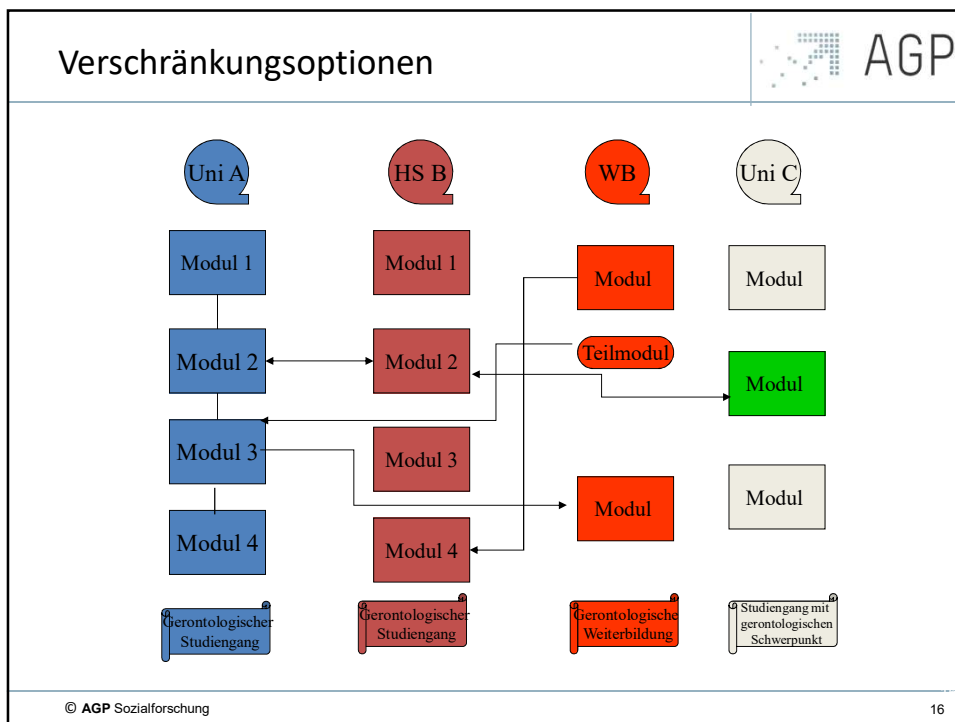 Verschränkungsoptionen
AGP
Uni A
HS B
WB
Uni C
Modul 1
Modul 1
Modul
Modul
Modul 2
Modul 2
Teilmodul
Modul
Modul 3
Modul 3
Modul
Modul
Modul 4
Modul 4
Gerontologischer
Studiengang
Gerontologischer
Studiengang
Gerontologische
Weiterbildung
Studiengang mit
gerontologischen
Schwerpunkt
© AGP Sozialforschung
16